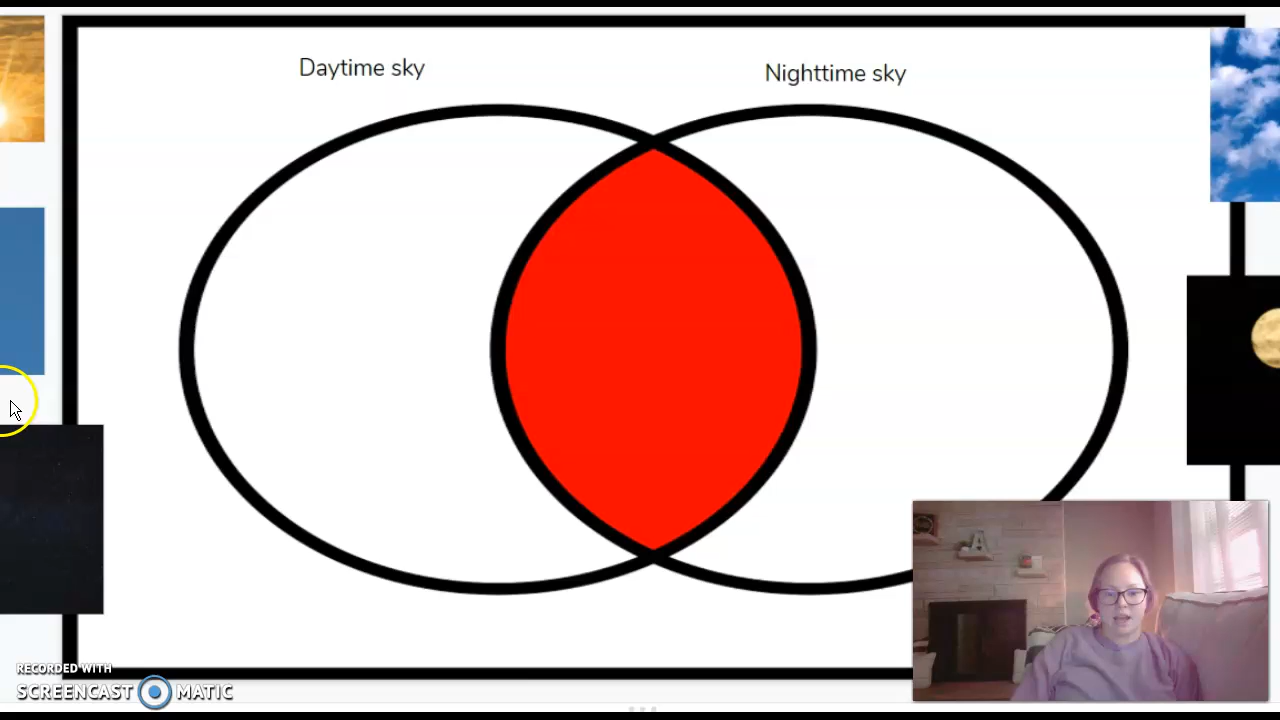 Daytime sky
Nighttime sky
A
RECORDED WITH
SCREENCAST MATIC